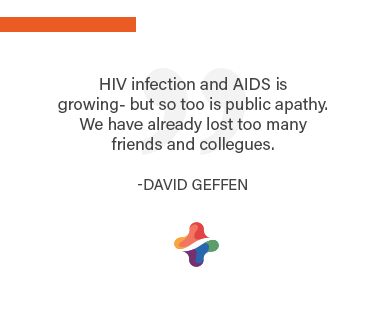 HIV infection and AIDS is
growing- but so too is public apathy.
We have already lost too many
friends and collegues.
-DAVID GEFFEN